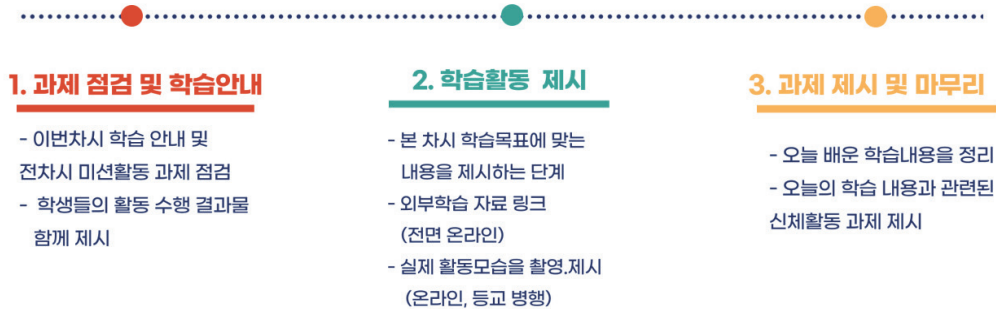 1. 과제 점검 및 학습안내
- 이번차시 학습 안내 및
전차시 미션활동 과제 점검
- 학생들의 활동 수행 결과물
함께 제시
2. 학습활동 제시
- 본 차시 학습목표에 맞는
내용을 제시하는 단계
- 외부학습 자료 링크
(전면 온라인)
- 실제 활동모습을 촬영.제시
(온라인, 등교 병행)
3. 과제 제시 및 마무리
- 오늘 배운 학습내용을 정리
- 오늘의 학습 내용과 관련된
신체활동 과제 제시